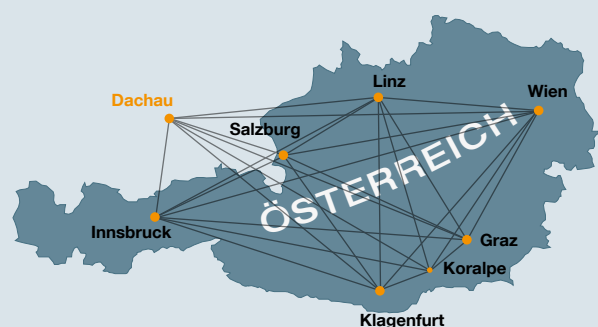 Linz
Wien
Dachau
Salzburg
ÖSTERREICH
Innsbruck
Graz
Koralpe
Klagenfurt